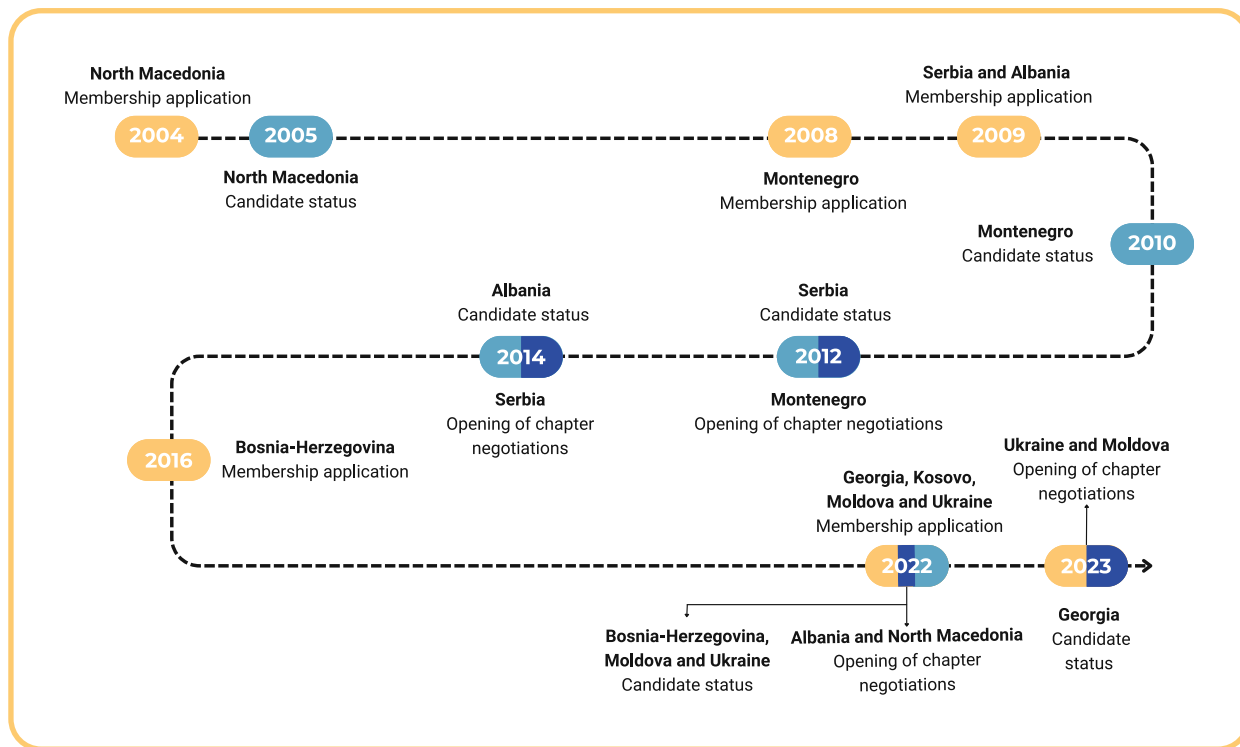 North Macedonia
Membership application
2004
2005
North Macedonia
Candidate status
2008
Montenegro
Membership application
Serbia and Albania
Membership application
2009
Montenegro
Candidate status
2010
Serbia
Candidate status
2012
Montenegro
Opening of chapter negotiations
Albania
Candidate status
2014
Serbia
Opening of chapter
negotiations
2016
Bosnia-Herzegovina
Membership application
Georgia, Kosovo,
Moldova and Ukraine
Membership application
2022
Bosnia-Herzegovina,
Moldova and Ukraine
Candidate status
Albania and North Macedonia
Opening of chapter
negotiations
Ukraine and Moldova
Opening of chapter
negotiations
2023
Georgia
Candidate
status